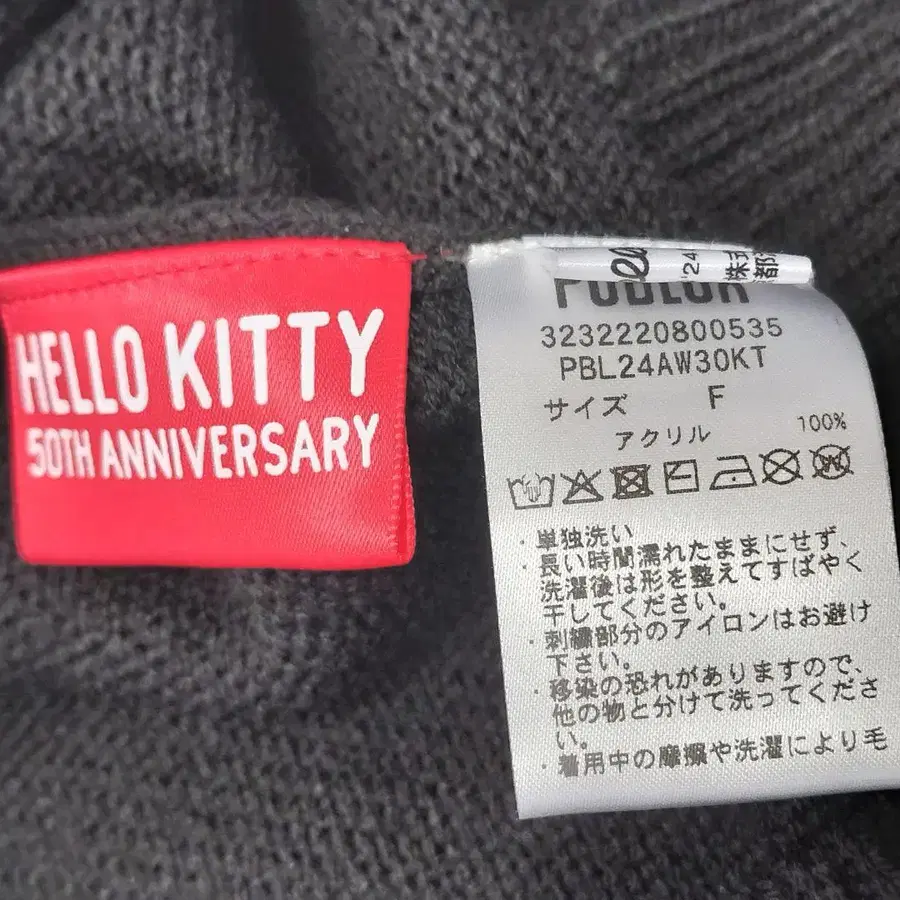 HELLO KITTY
50TH ANNIVERSARY
'24
株式
都
3232220800535
PBL24AW30KT
サイズ F
アクリル 100%
・単独洗い
・長い時間濡れたままにせず、
洗濯後は形を整えてすばやく
干してください。
・刺繍部分のアイロンはお避け
下さい。
・移染の恐れがありますので、
他の物と分けて洗ってくださ
い。
・着用中の摩擦や洗濯により毛